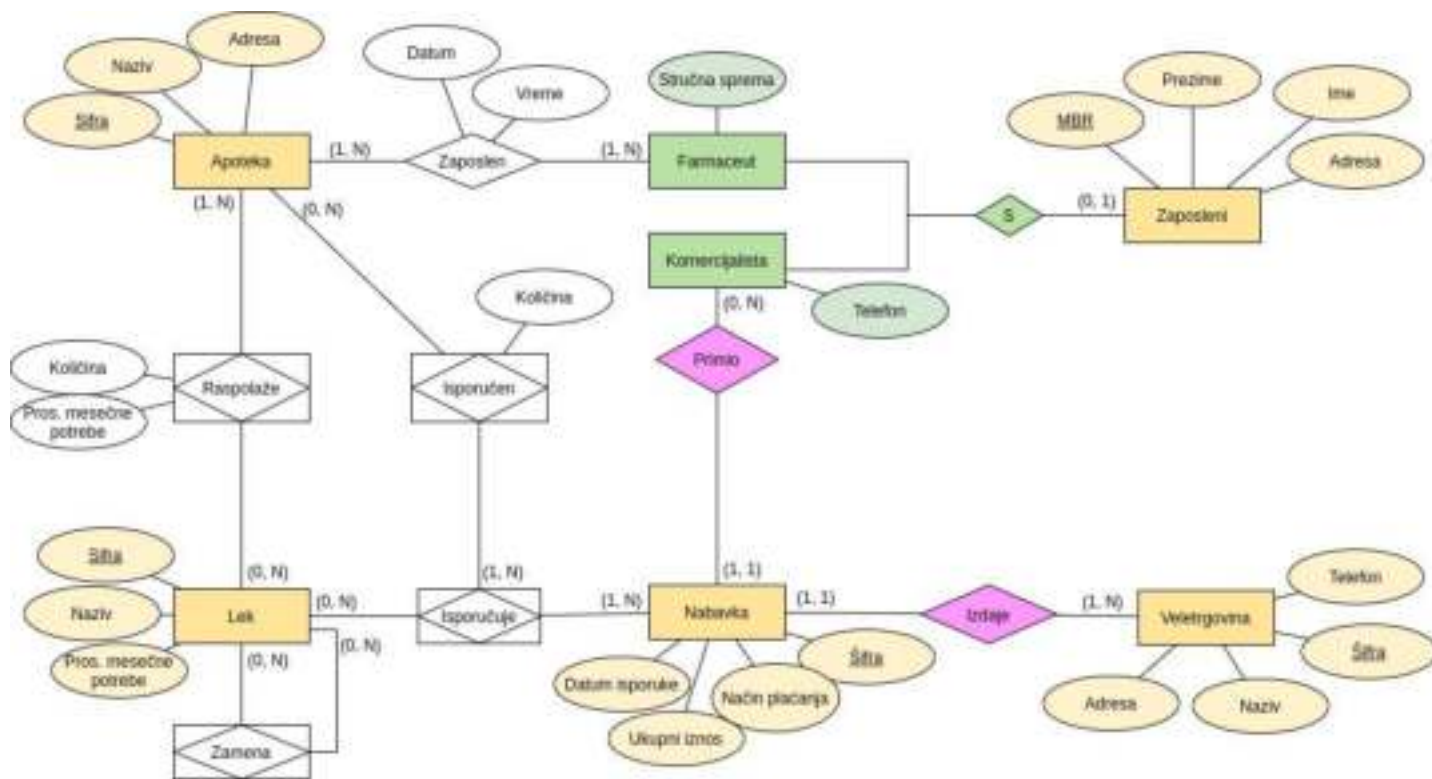 Adresa
Datum
Naziv
Stručna sprema
Prezime
Ime
Vreme
Šifra
MBR
Apoteka
(1, N)
Zaposlen
(1, N)
Farmaceut
Adresa
(1, N)
(0, N)
S
(0, 1)
Zaposleni
Komercijalista
Količina
(0, N)
Telefon
Količina
Raspolaže
Isporučen
Primio
Pros. mesečne
potrebe
Šifra
(0, N)
(1, N)
(1, 1)
Telefon
Naziv
Lek
(0, N)
Isporučuje
(1, N)
Nabavka
(1, 1)
Izdaje
(1, N)
Veletrgovina
(0, N)
(0, N)
Pros. mesečne
potrebe
Datum isporuke
Šifra
Šifra
Način plaćanja
Adresa
Naziv
Ukupni iznos
Zamena